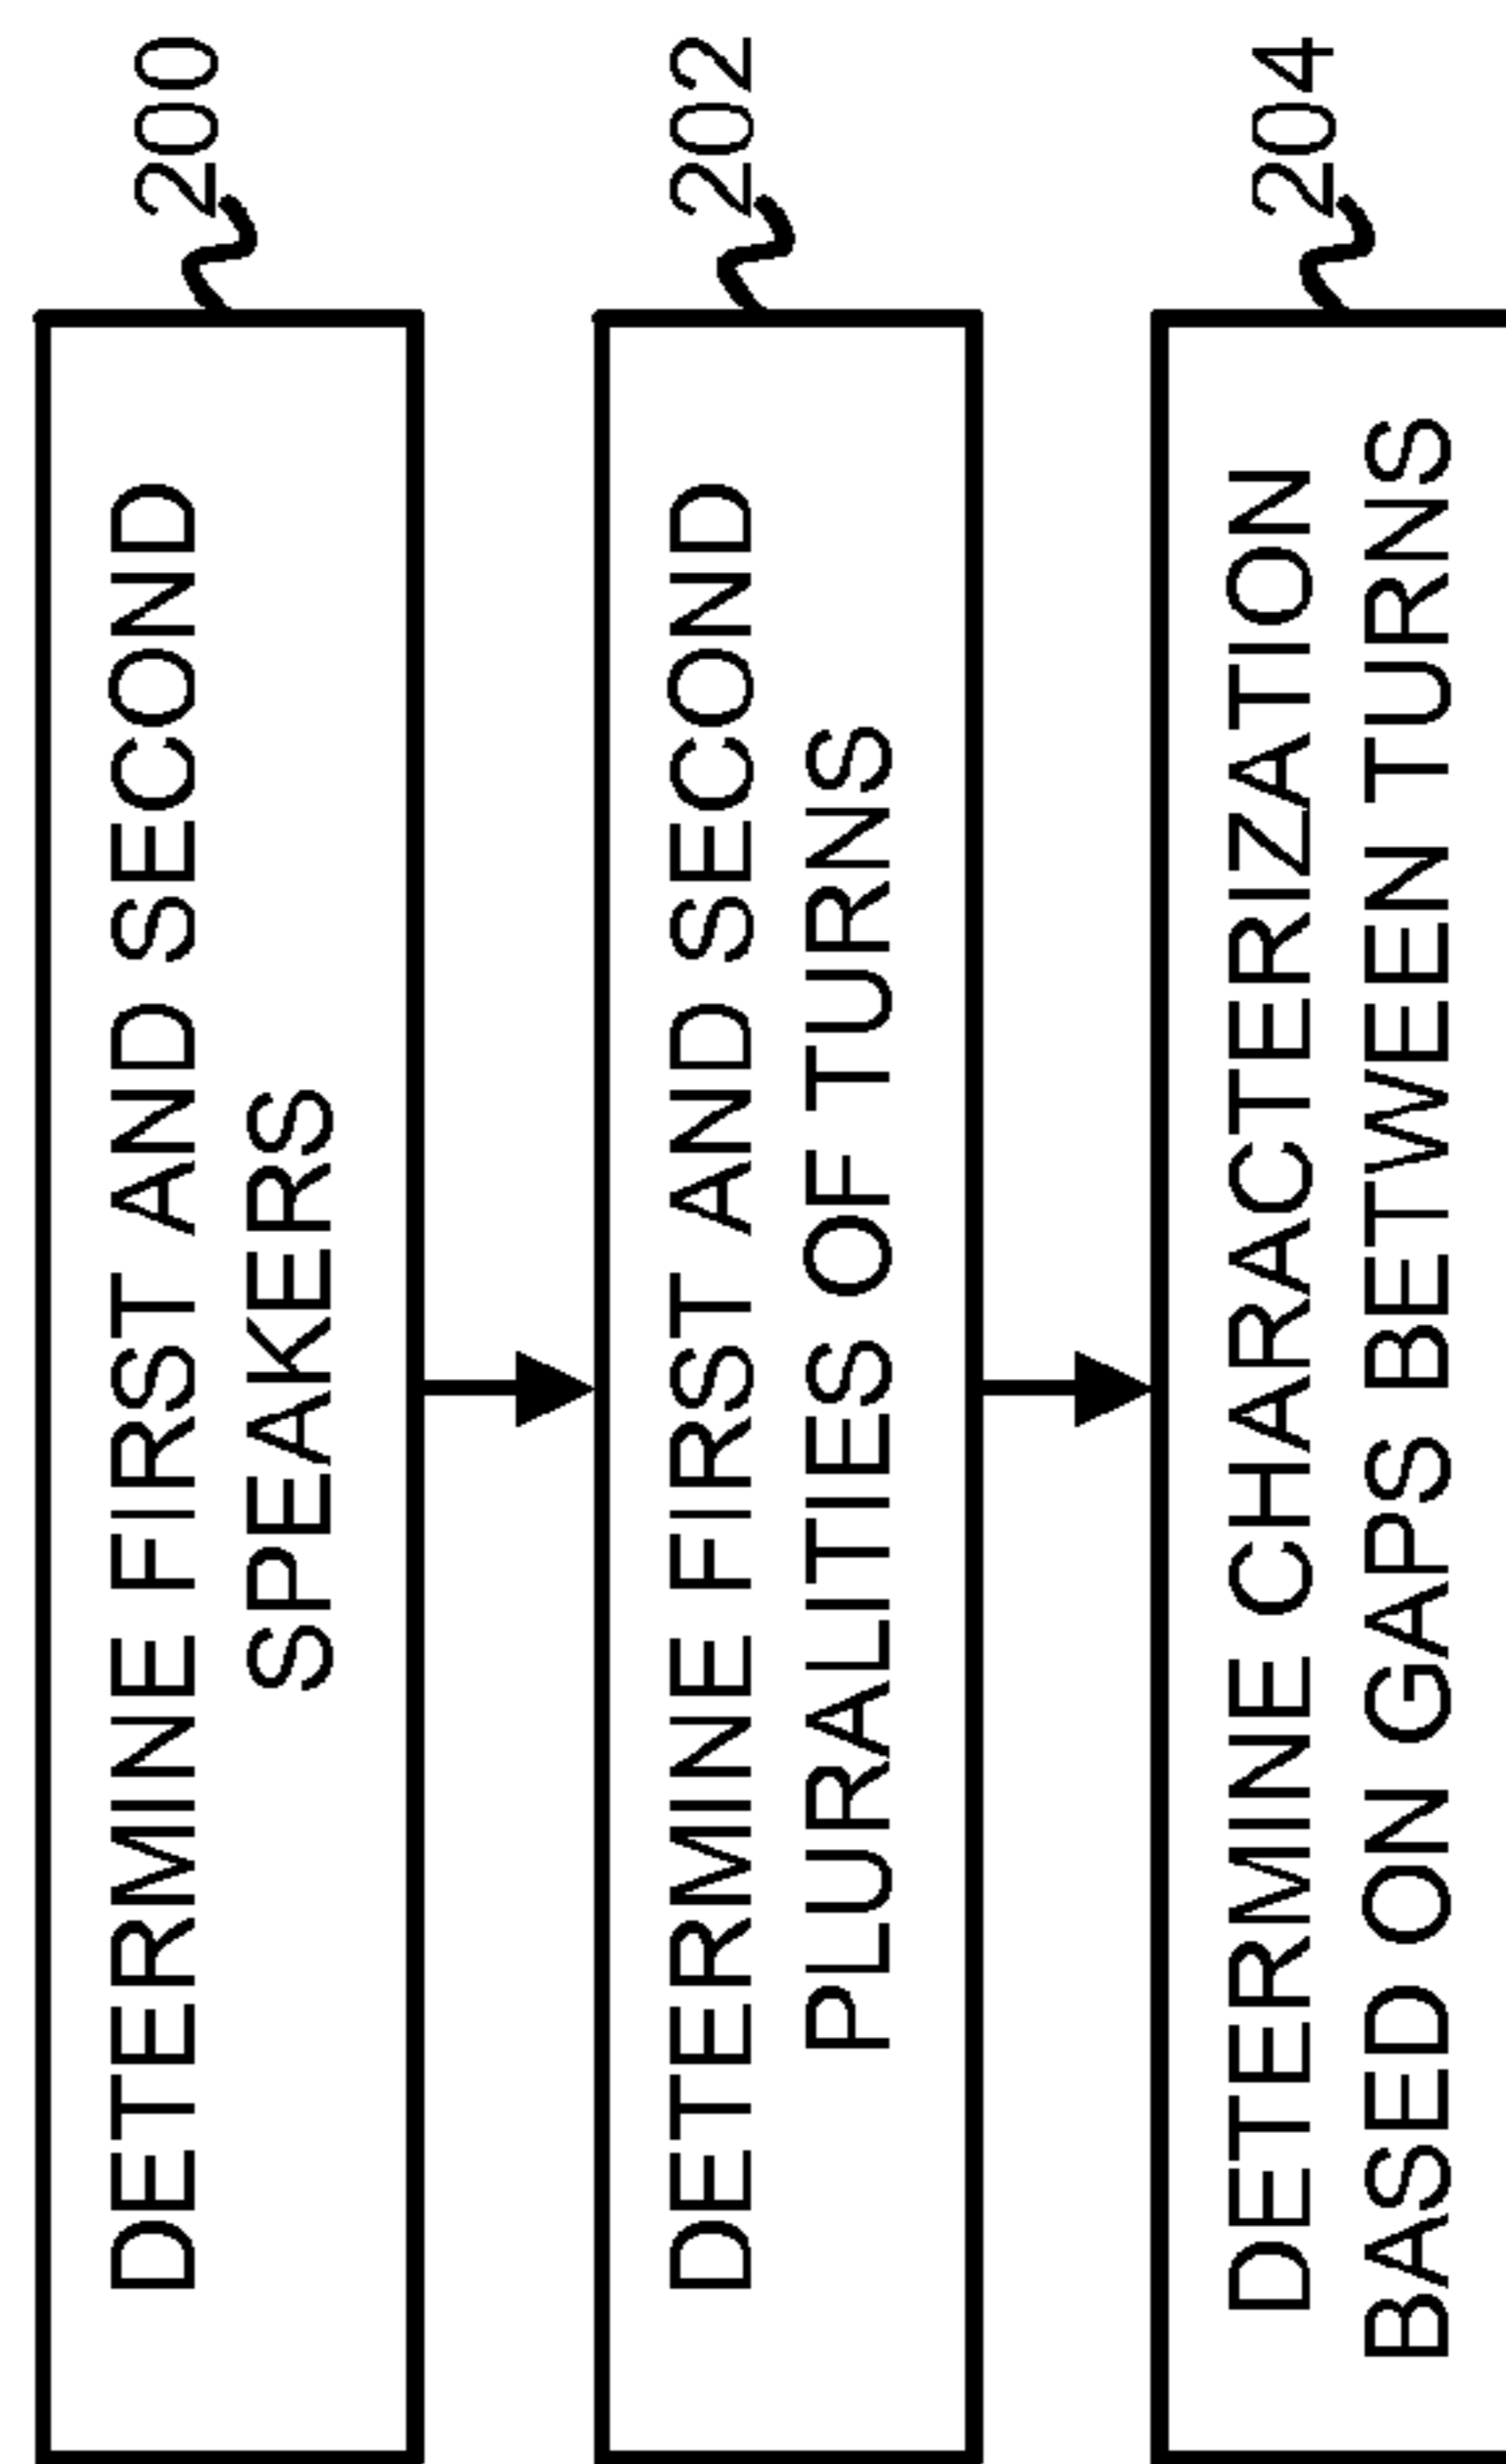 DETERMINE FIRST AND SECOND
SPEAKERS
200
DETERMINE FIRST AND SECOND
PLURALITIES OF TURNS
202
DETERMINE CHARACTERIZATION
BASED ON GAPS BETWEEN TURNS
204